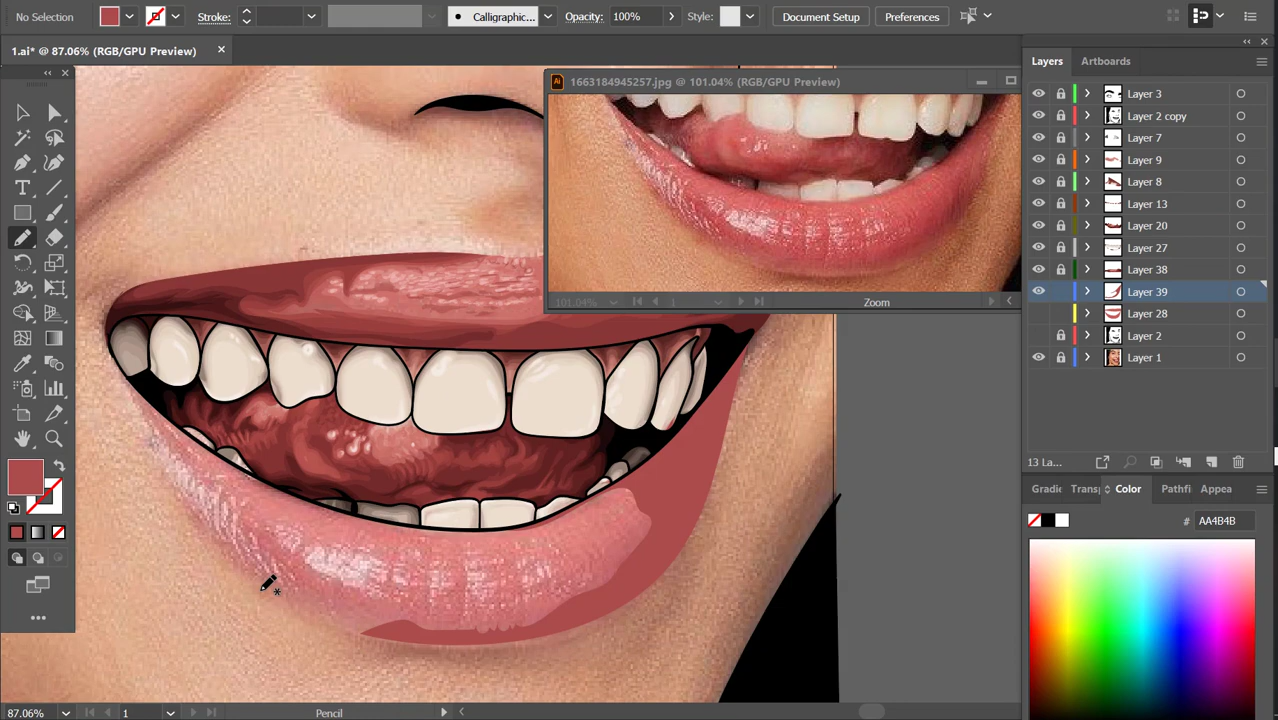 No Selection Stroke: Calligraphic... Opacity: 100% Style: Document Setup Preferences
1.ai* @ 87.06% (RGB/GPU Preview)
1663184945257.jpg @ 101.04% (RGB/GPU Preview)
101.04% 1 Zoom
Layers Artboards
Layer 3
Layer 2 copy
Layer 7
Layer 9
Layer 8
Layer 13
Layer 20
Layer 27
Layer 38
Layer 39
Layer 28
Layer 2
Layer 1
13 La...
Gradie Transp Color Pathfi Appea
# AA4B4B
87.06% 1 Pencil